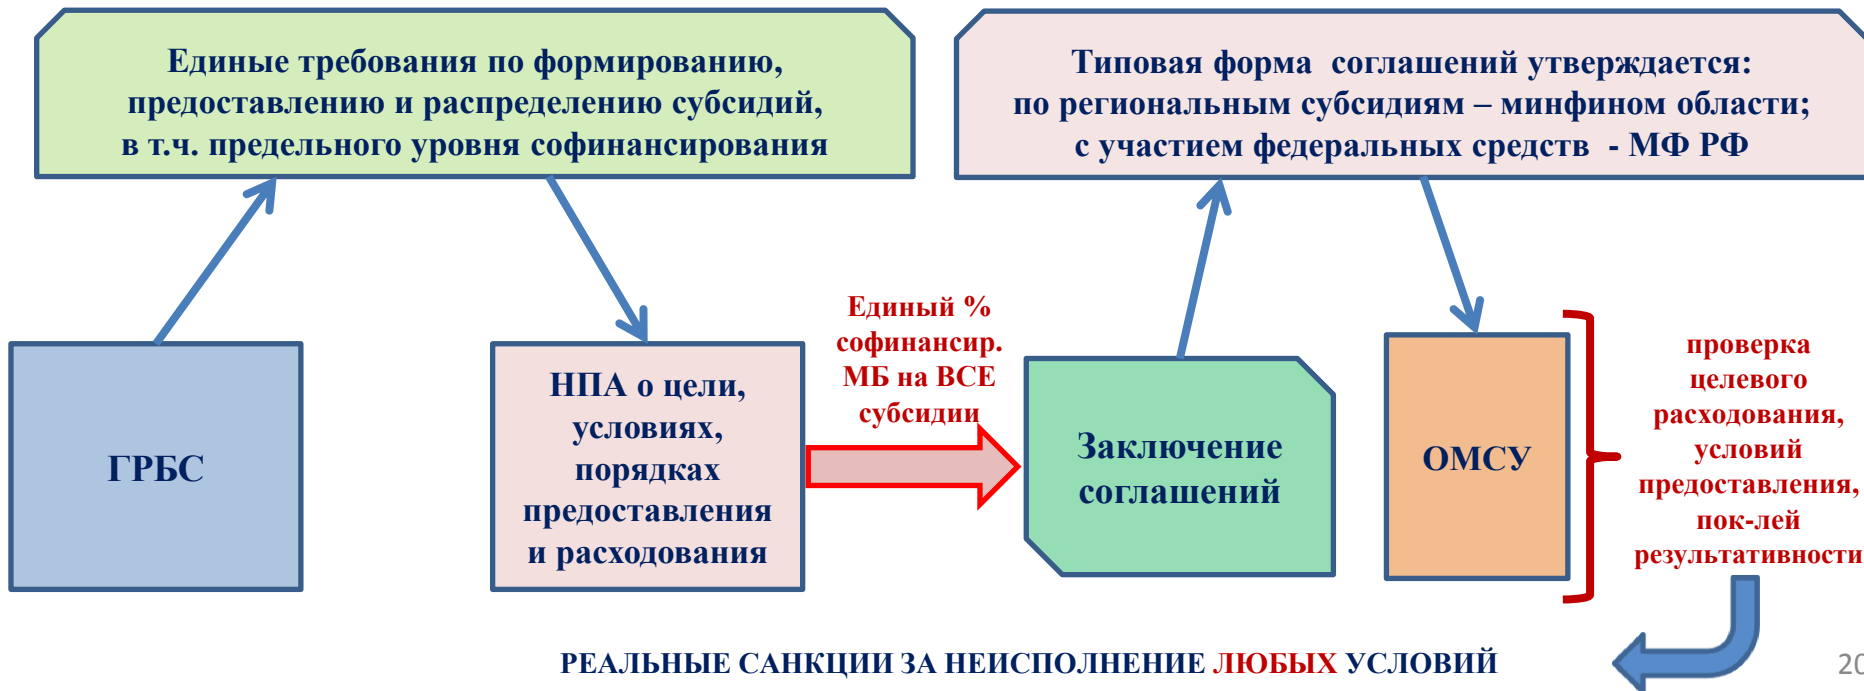 Единые требования по формированию,
предоставлению и распределению субсидий,
в т.ч. предельного уровня софинансирования
Типовая форма соглашений утверждается:
по региональным субсидиям – минфином области;
с участием федеральных средств - МФ РФ
ГРБС
НПА о цели,
условиях,
порядках
предоставления
и расходования
Единый %
софинансир.
МБ на ВСЕ
субсидии
Заключение
соглашений
ОМСУ
проверка
целевого
расходования,
условий
предоставления,
пок-лей
результативности
РЕАЛЬНЫЕ САНКЦИИ ЗА НЕИСПОЛНЕНИЕ ЛЮБЫХ УСЛОВИЙ
20